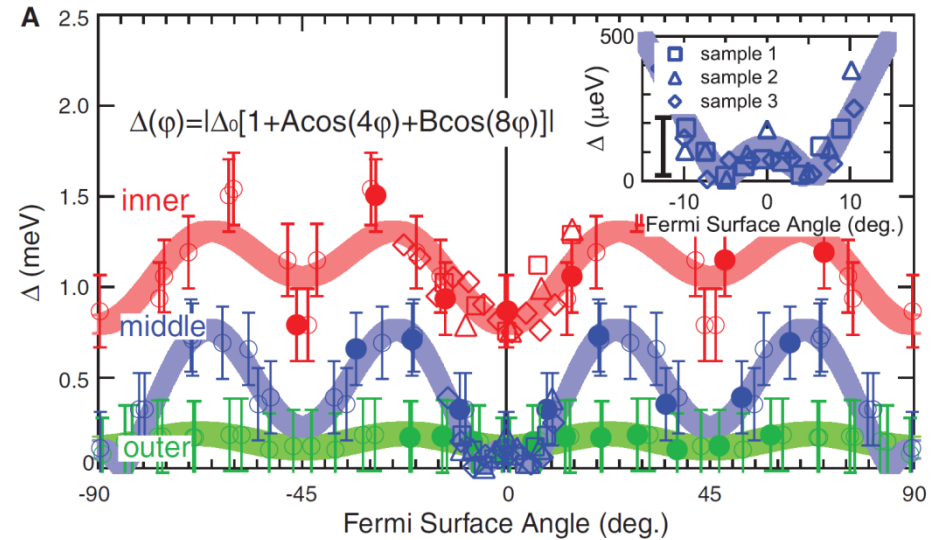 A
Δ(φ)=|Δ₀[1+Acos(4φ)+Bcos(8φ)]|
inner
middle
outer
2.5
2.0
1.5
1.0
0.5
0
Δ (meV)
-90
-45
0
45
90
Fermi Surface Angle (deg.)
500
0
Δ (μeV)
sample 1
sample 2
sample 3
-10
0
10
Fermi Surface Angle (deg.)